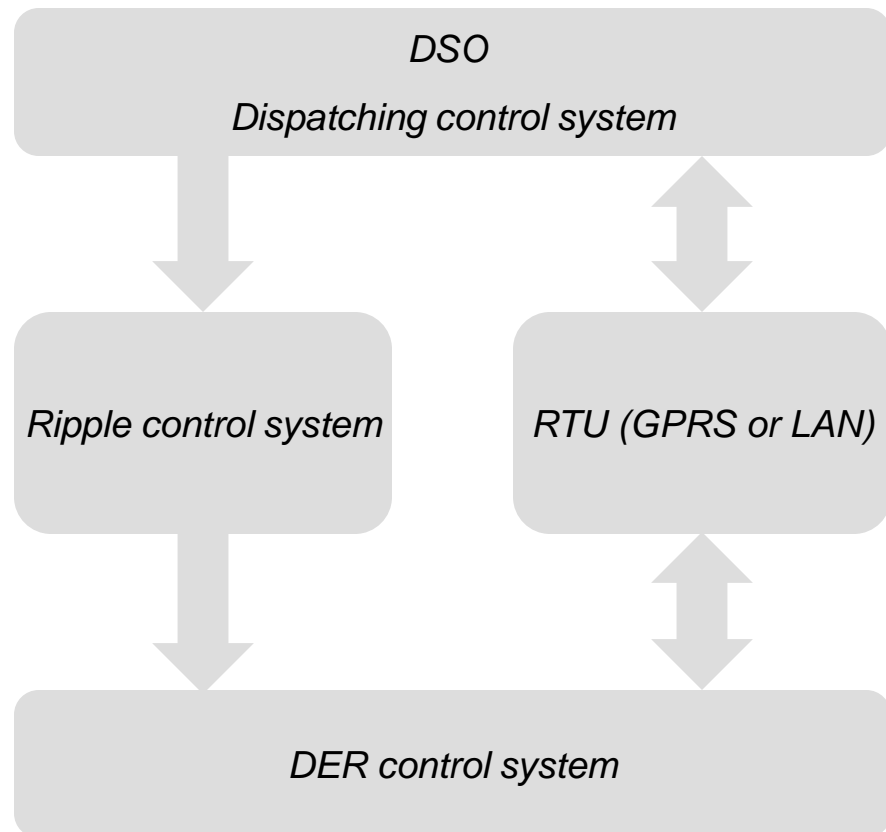 DSO
Dispatching control system
Ripple control system
RTU (GPRS or LAN)
DER control system